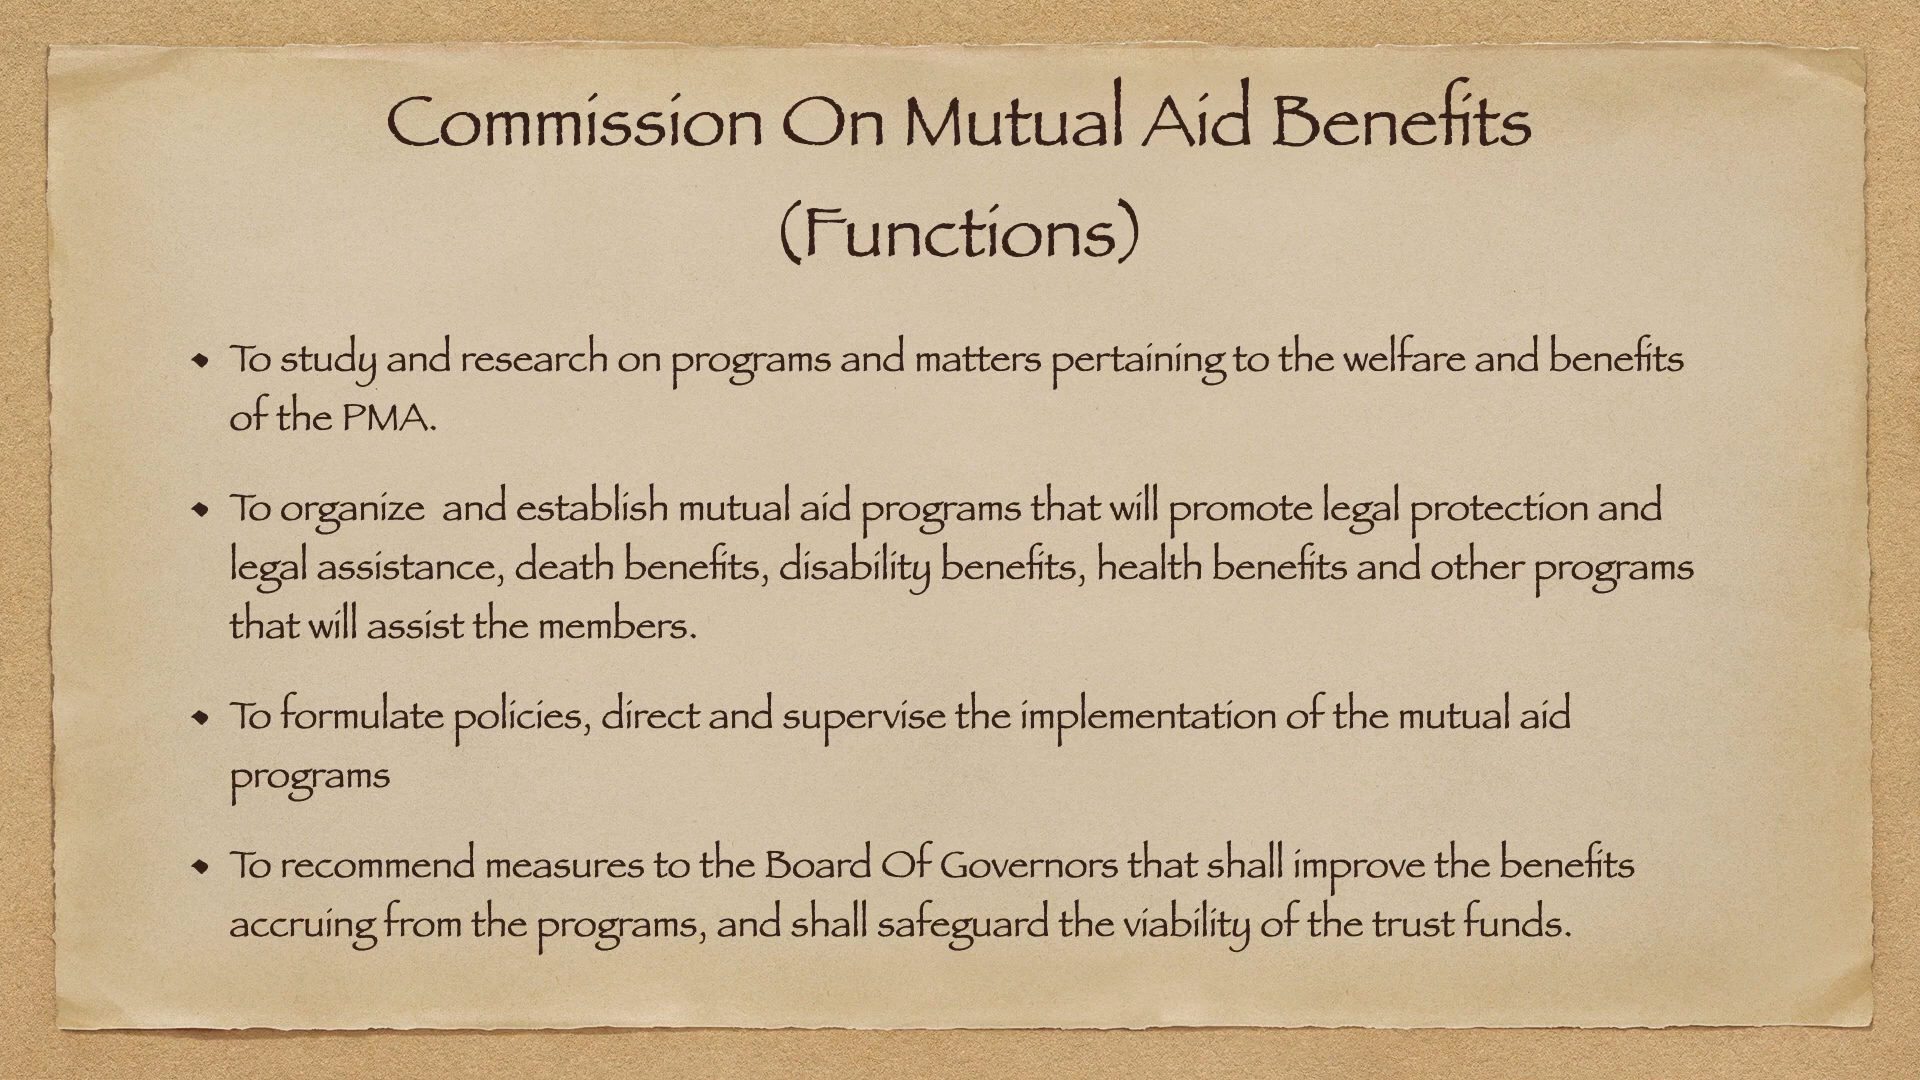 Commission On Mutual Aid Benefits
(Functions)
• To study and research on programs and matters pertaining to the welfare and benefits
of the PMA.
• To organize  and establish mutual aid programs that will promote legal protection and
legal assistance, death benefits, disability benefits, health benefits and other programs
that will assist the members.
• To formulate policies, direct and supervise the implementation of the mutual aid
programs
• To recommend measures to the Board Of Governors that shall improve the benefits
accruing from the programs, and shall safeguard the viability of the trust funds.